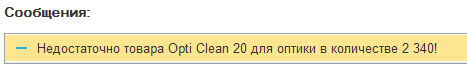 Сообщения:
Недостаточно товара Opti Clean 20 для оптики в количестве 2 340!